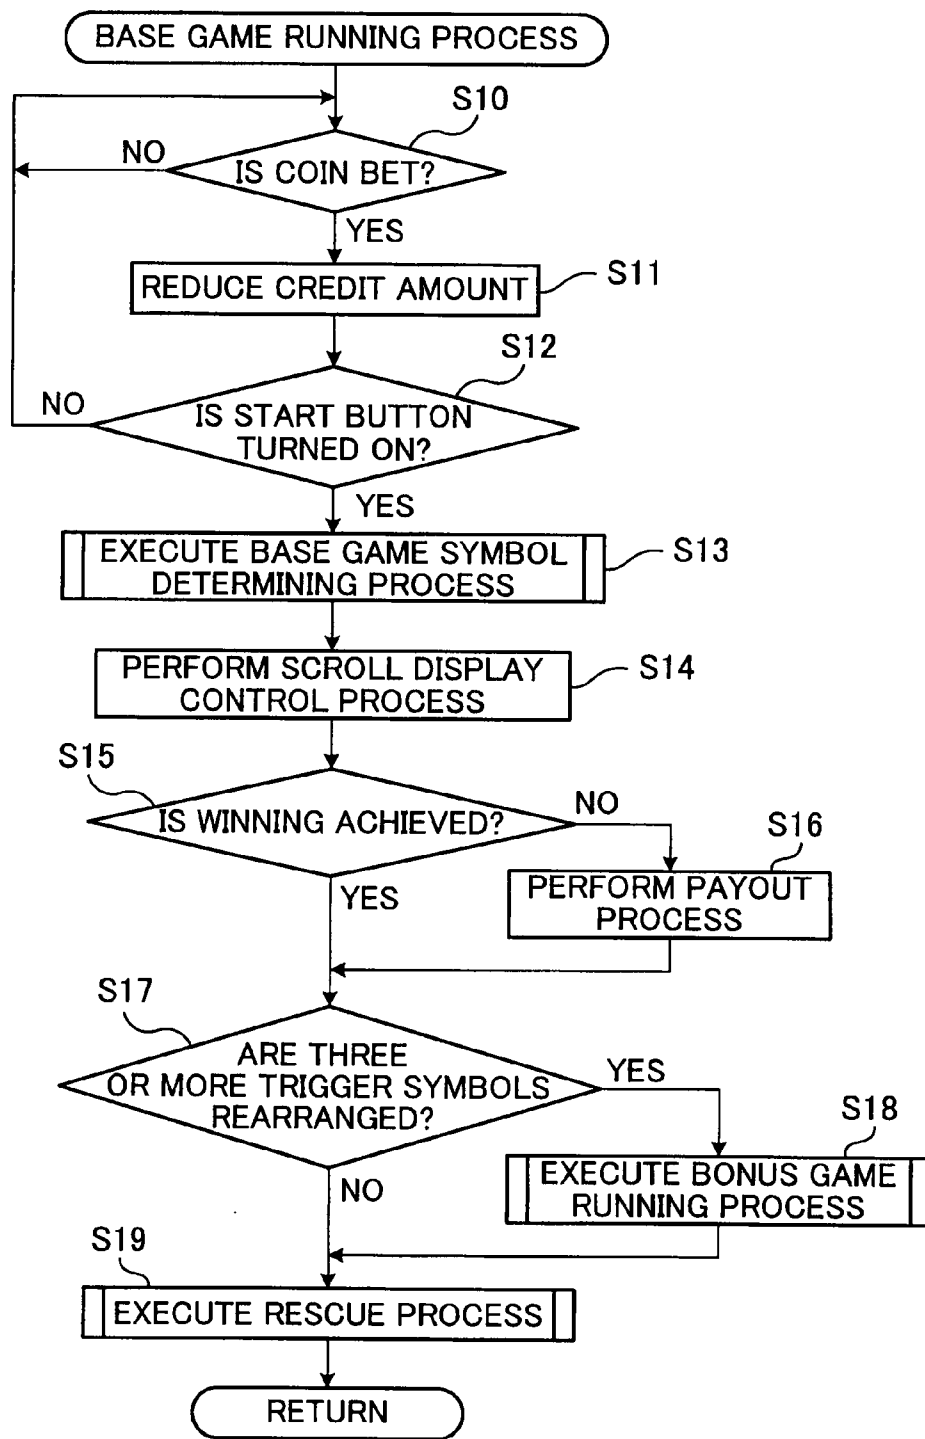 BASE GAME RUNNING PROCESS
S10
NO
IS COIN BET?
YES
REDUCE CREDIT AMOUNT
S11
S12
NO
IS START BUTTON
TURNED ON?
YES
EXECUTE BASE GAME SYMBOL
DETERMINING PROCESS
S13
PERFORM SCROLL DISPLAY
CONTROL PROCESS
S14
S15
IS WINNING ACHIEVED?
NO
S16
YES
PERFORM PAYOUT
PROCESS
S17
ARE THREE
OR MORE TRIGGER SYMBOLS
REARRANGED?
YES
S18
NO
EXECUTE BONUS GAME
RUNNING PROCESS
S19
EXECUTE RESCUE PROCESS
RETURN